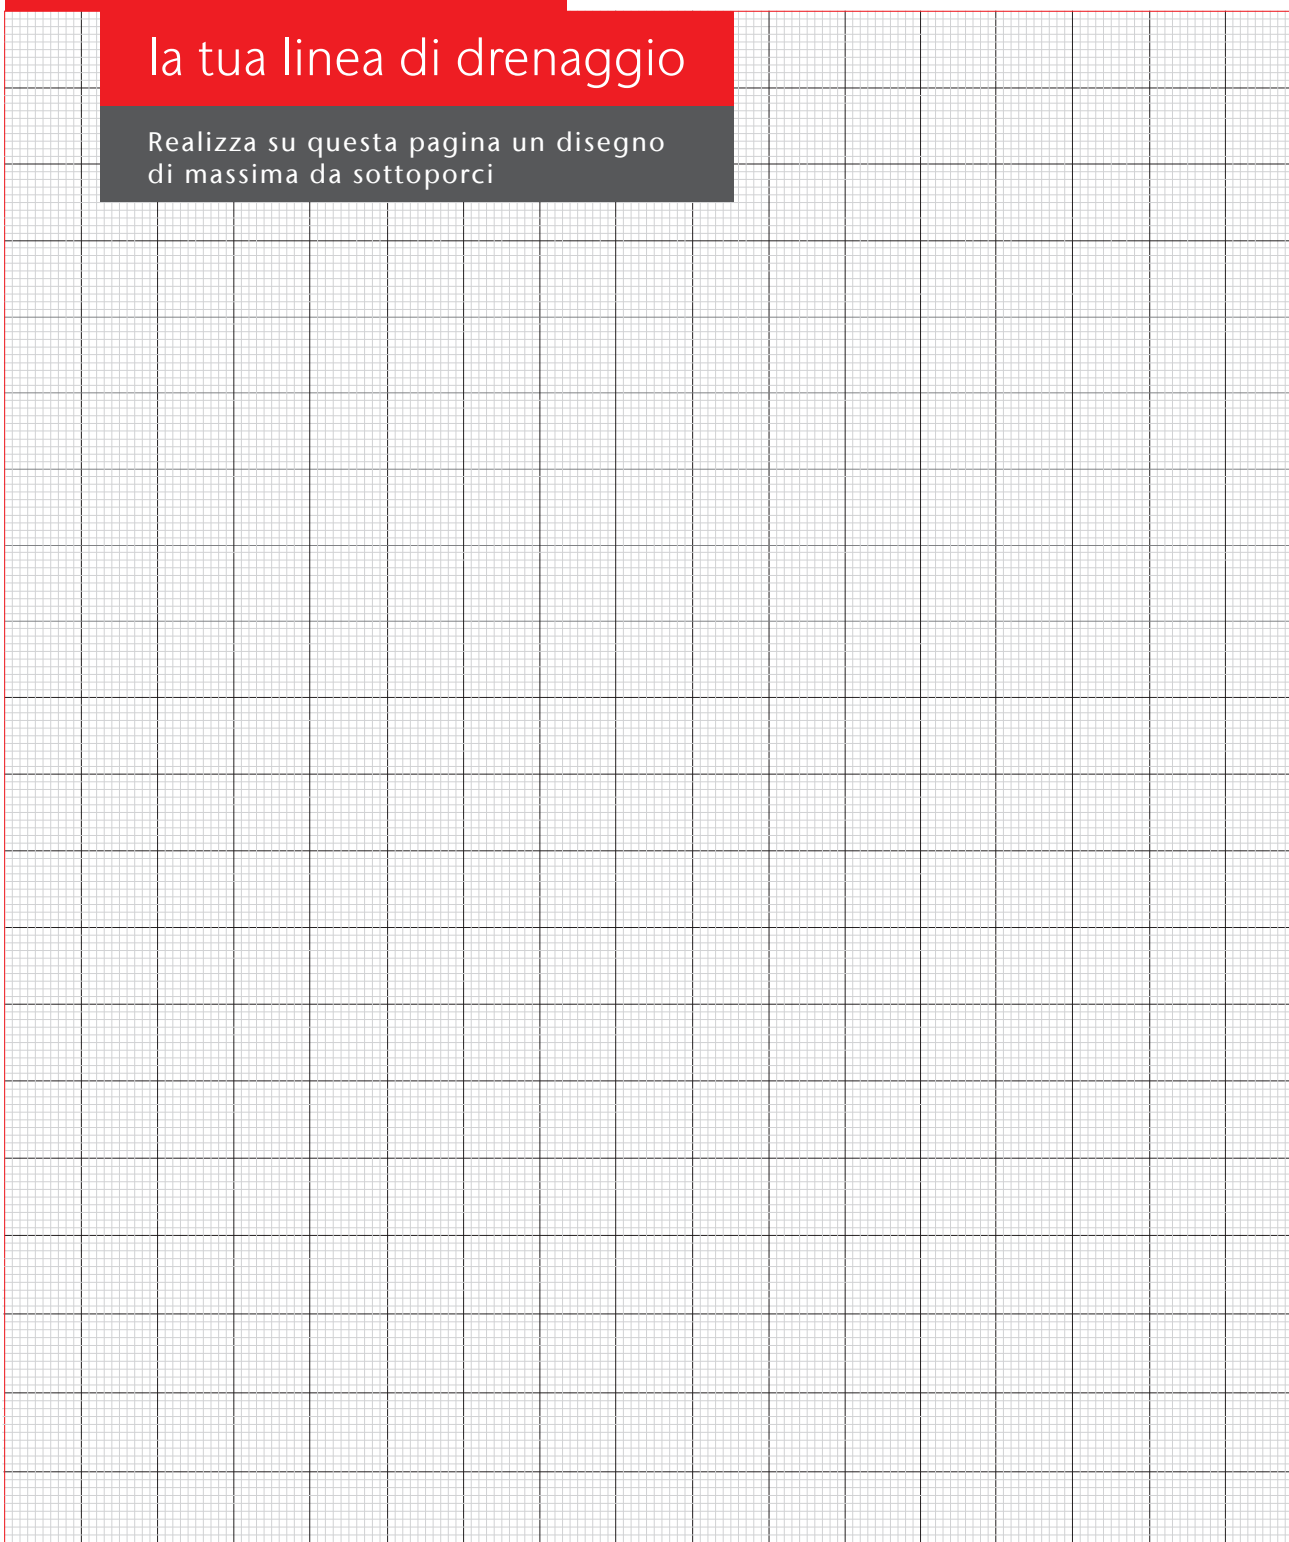 la tua linea di drenaggio
Realizza su questa pagina un disegno
di massima da sottoporci